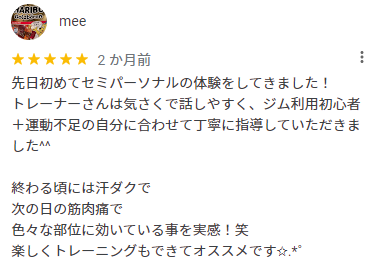 HARIBO
Goldbären
mee
★★★★★ 2 か月前
先日初めてセミパーソナルの体験をしてきました！
トレーナーさんは気さくで話しやすく、ジム利用初心者
＋運動不足の自分に合わせて丁寧に指導していただきま
した^^

終わる頃には汗ダクで
次の日の筋肉痛で
色々な部位に効いている事を実感！笑
楽しくトレーニングもできてオススメです☆.*ﾟ